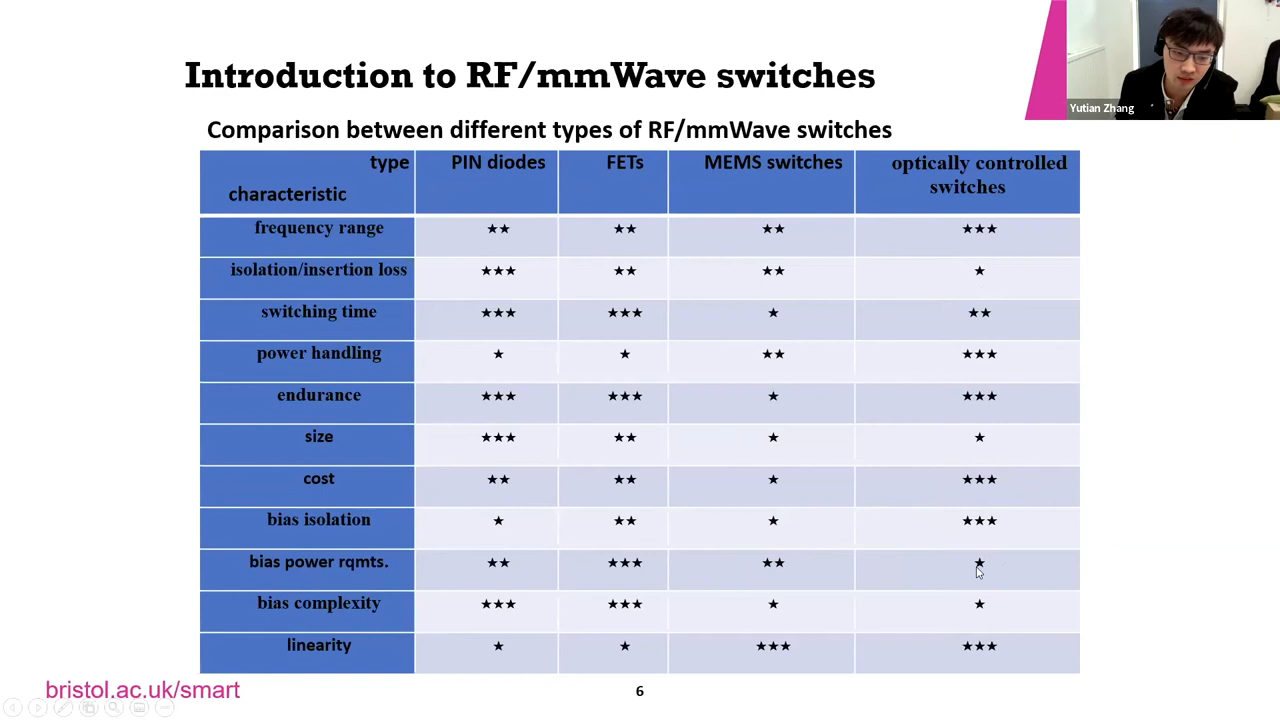 Introduction to RF/mmWave switches
Yutian Zhang
Comparison between different types of RF/mmWave switches
type PIN diodes FETs MEMS switches optically controlled switches
characteristic
frequency range ★★ ★★ ★★ ★★★
isolation/insertion loss ★★★ ★★ ★★ ★
switching time ★★★ ★★★ ★ ★★
power handling ★ ★ ★★ ★★★
endurance ★★★ ★★★ ★ ★★★
size ★★★ ★★ ★ ★
cost ★★ ★★ ★ ★★★
bias isolation ★ ★★ ★ ★★★
bias power rqmts. ★★ ★★★ ★★ ★
bias complexity ★★★ ★★★ ★ ★
linearity ★ ★ ★★★ ★★★
bristol.ac.uk/smart
6